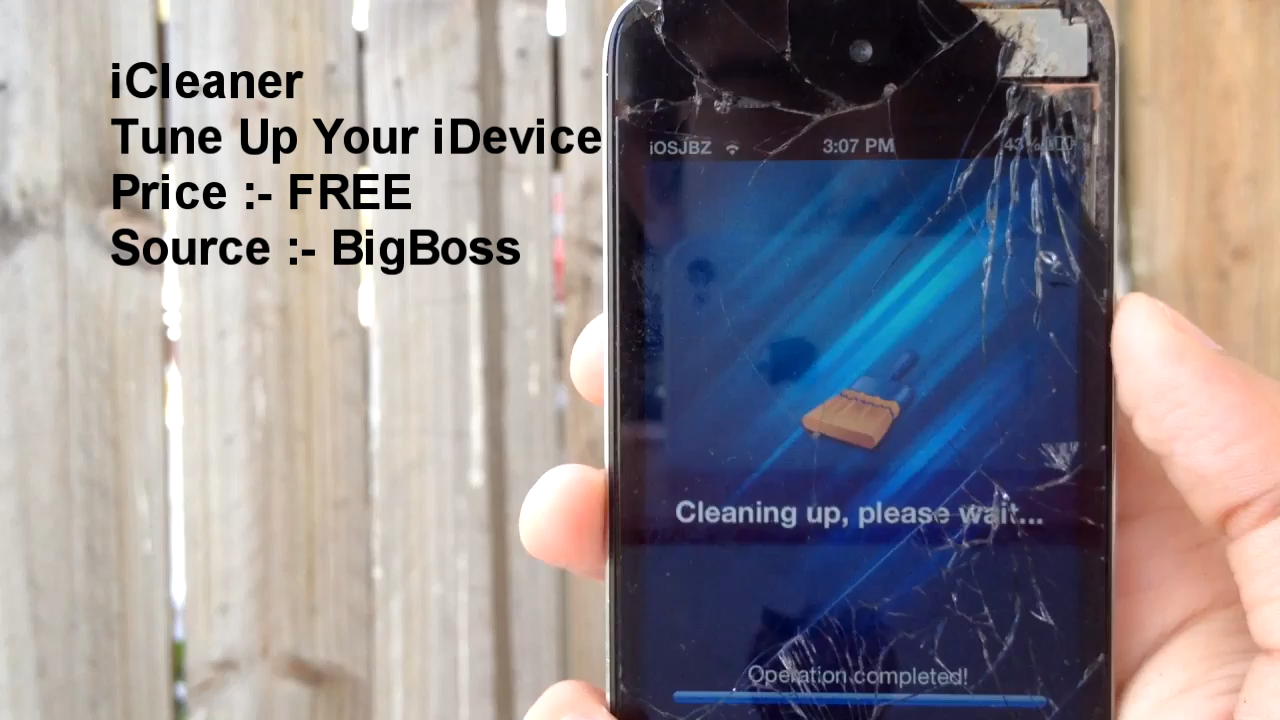 iCleaner
Tune Up Your iDevice
Price :- FREE
Source :- BigBoss
iOSJBZ 3:07 PM 43%
Cleaning up, please wait...
Operation completed!